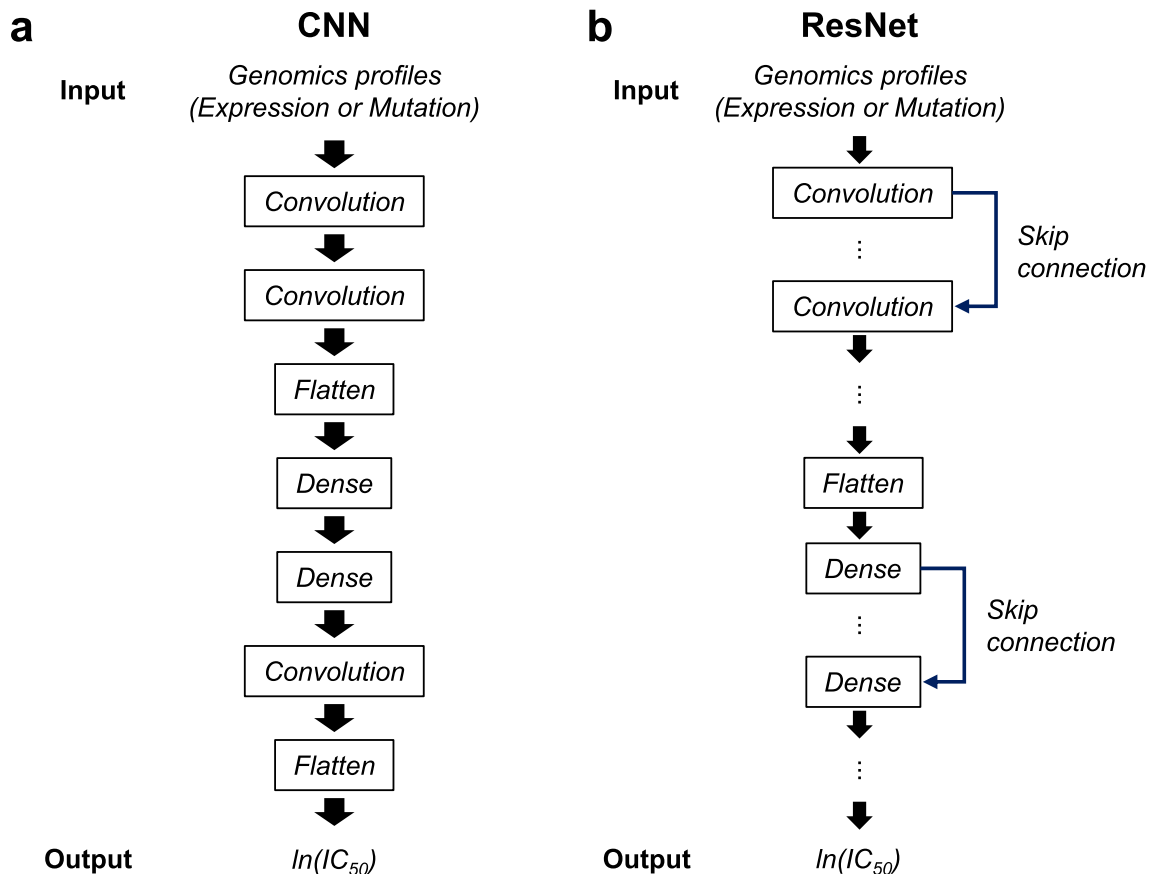 a
CNN
Input
Genomics profiles
(Expression or Mutation)
Convolution
Convolution
Flatten
Dense
Dense
Convolution
Flatten
Output
ln(IC50)
b
ResNet
Input
Genomics profiles
(Expression or Mutation)
Convolution
⋮
Skip
connection
Convolution
⋮
Flatten
Dense
⋮
Skip
connection
Dense
⋮
Output
ln(IC50)